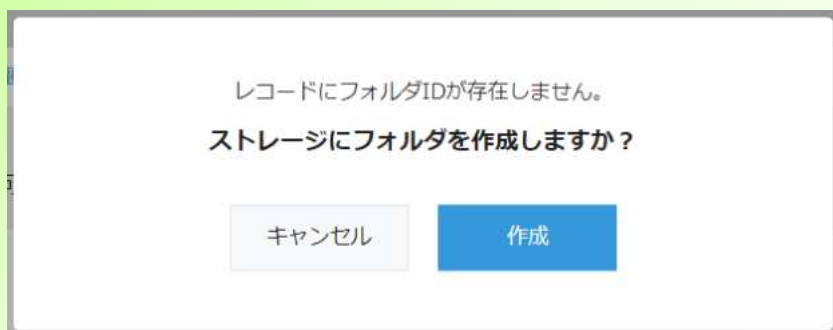 レコードにフォルダIDが存在しません。
ストレージにフォルダを作成しますか？
キャンセル
作成